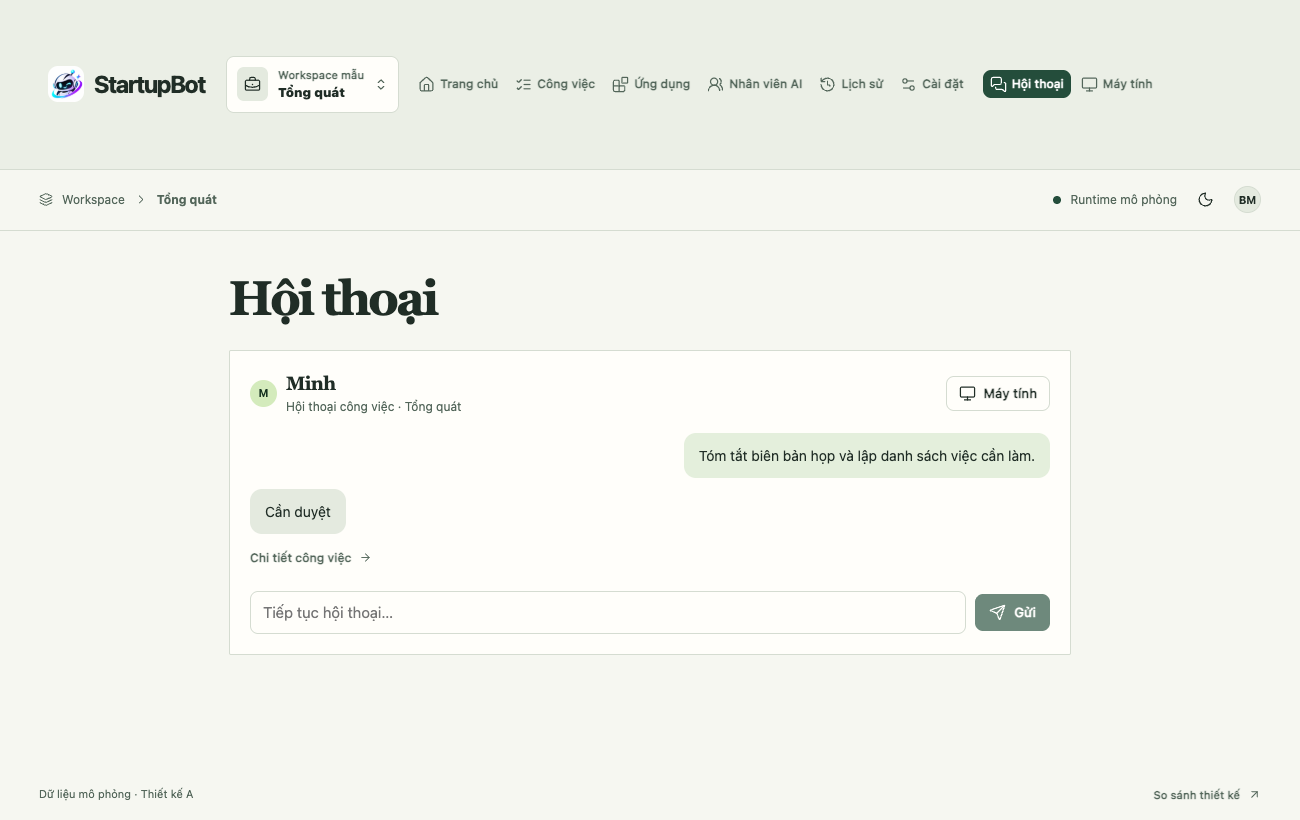 StartupBot
Workspace mẫu
Tổng quát
Trang chủ
Công việc
Ứng dụng
Nhân viên AI
Lịch sử
Cài đặt
Hội thoại
Máy tính
Workspace
Tổng quát
Runtime mô phỏng
BM
Hội thoại
M
Minh
Hội thoại công việc · Tổng quát
Máy tính
Tóm tắt biên bản họp và lập danh sách việc cần làm.
Cần duyệt
Chi tiết công việc
Tiếp tục hội thoại...
Gửi
Dữ liệu mô phỏng · Thiết kế A
So sánh thiết kế